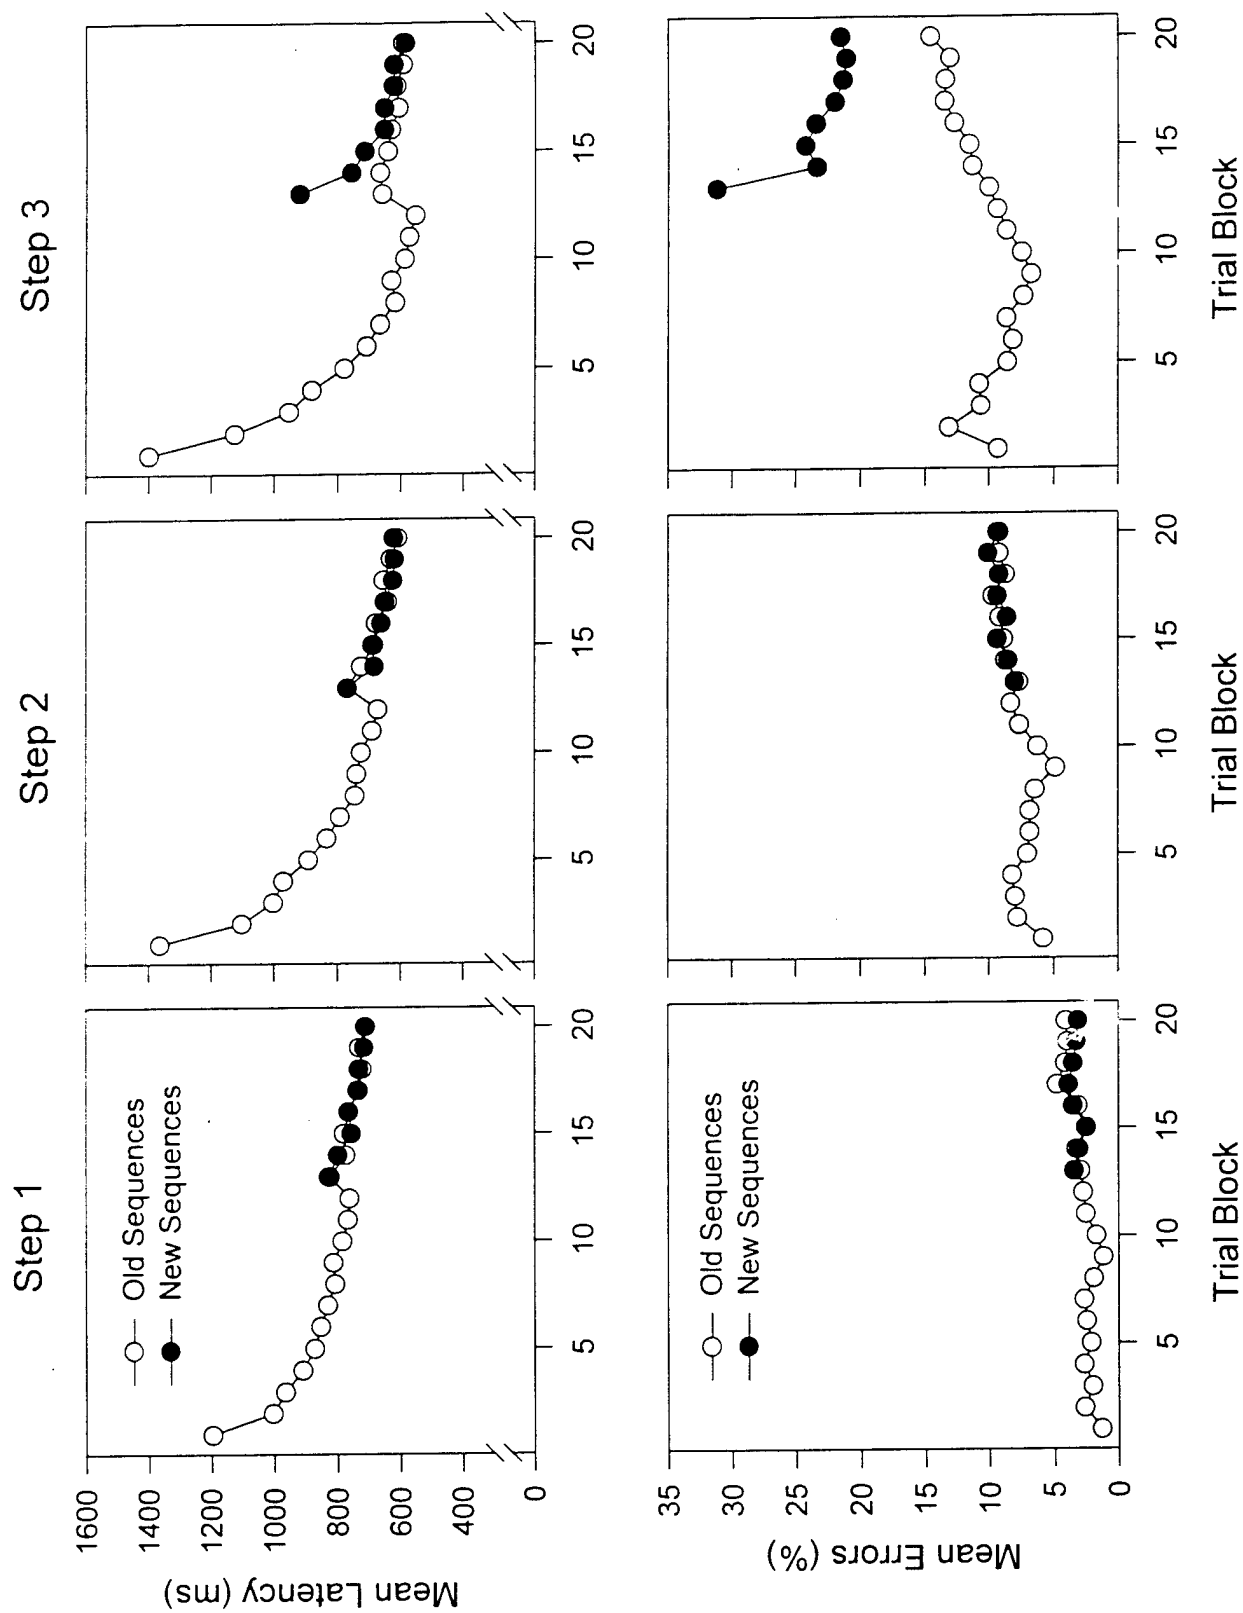 Step 1
Step 2
Step 3
Mean Latency (ms)
1600
1400
1200
1000
800
600
400
0
Old Sequences
New Sequences
5 10 15 20
5 10 15 20
5 10 15 20
Mean Errors (%)
35
30
25
20
15
10
5
0
Old Sequences
New Sequences
5 10 15 20
5 10 15 20
5 10 15 20
Trial Block
Trial Block
Trial Block